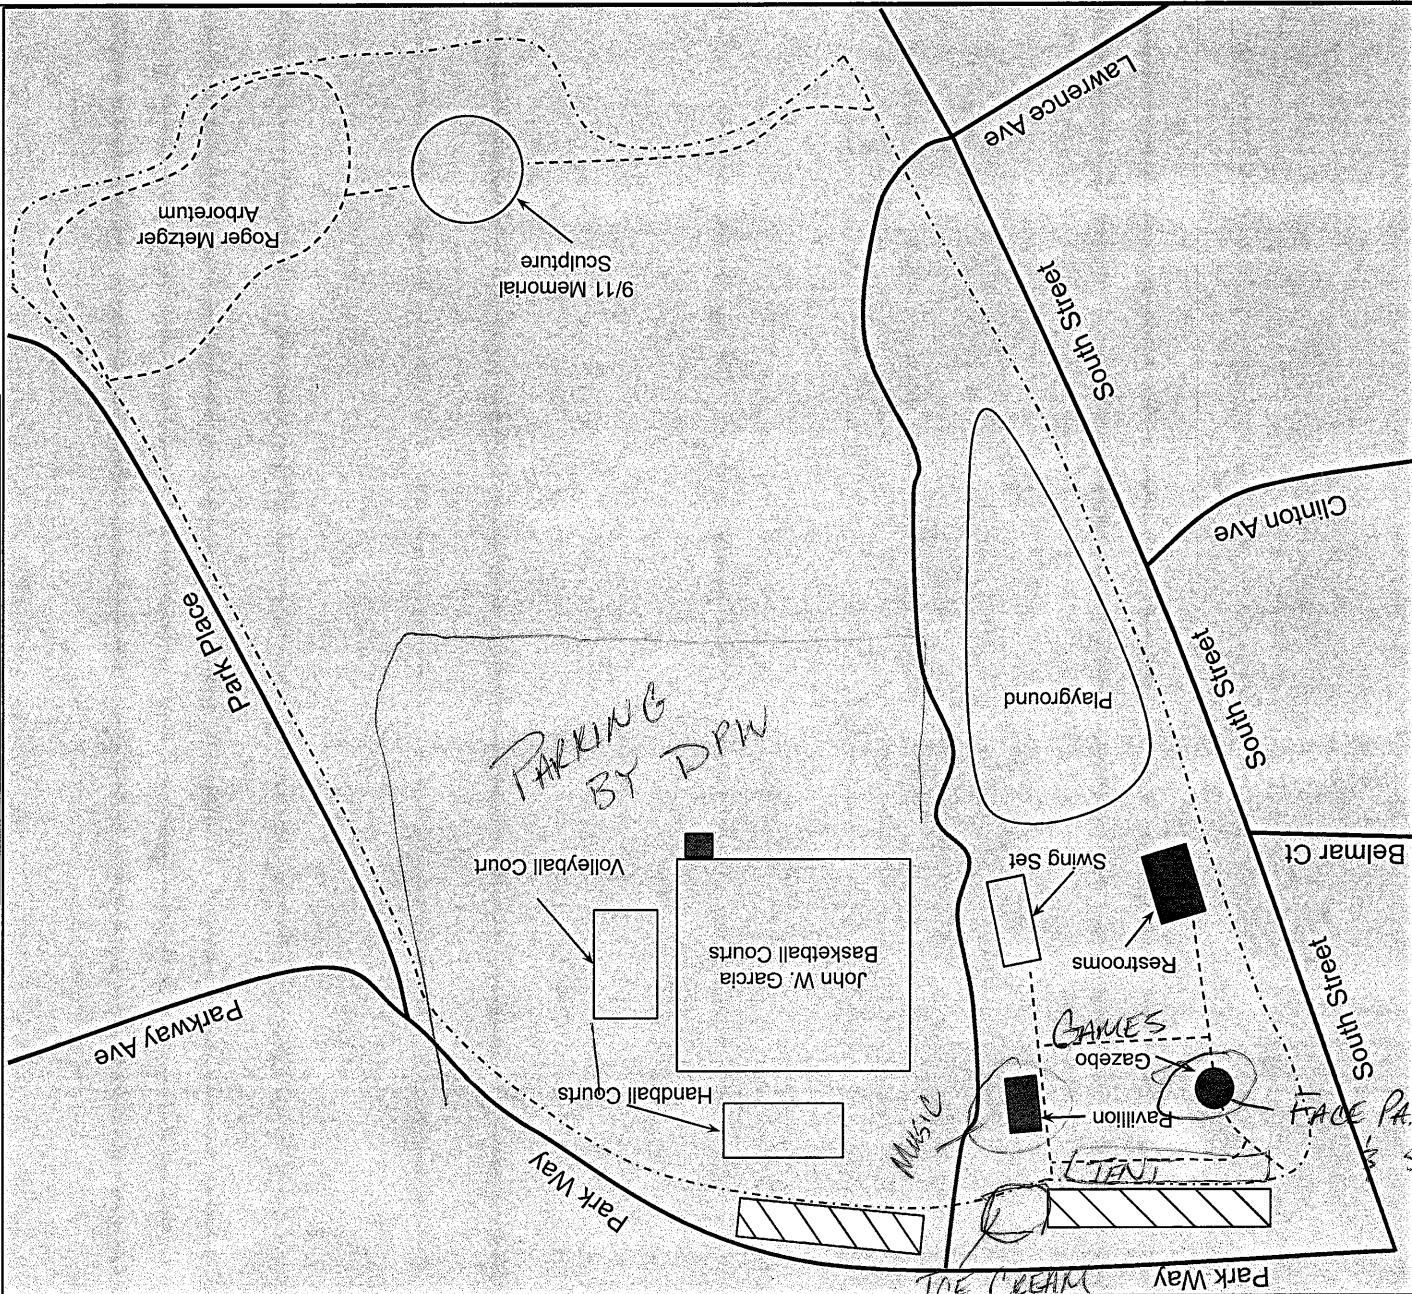 Lawrence Ave
Roger Metzger
Arboretum
9/11 Memorial
Sculpture
South Street
Clinton Ave
Park Place
South Street
Playground
PARKING
BY DPW
Belmar Ct
Swing Set
Volleyball Court
John W. Garcia
Basketball Courts
Restrooms
South Street
Parkway Ave
GAMES
Gazebo
Handball Courts
Pavillion
FACE
MUSIC
TENT
Park Way
ICE CREAM
Park Way